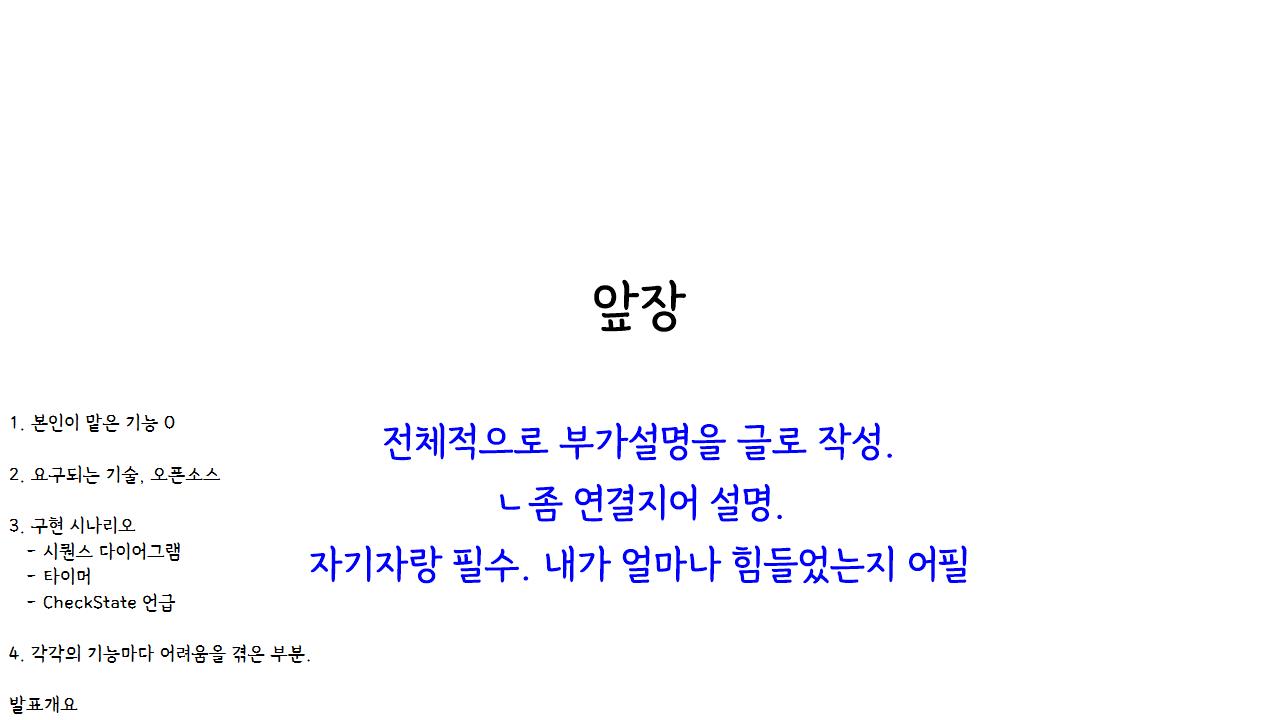 앞장
전체적으로 부가설명을 글로 작성.
ㄴ좀 연결지어 설명.
자기자랑 필수. 내가 얼마나 힘들었는지 어필
1. 본인이 맡은 기능 O
2. 요구되는 기술, 오픈소스
3. 구현 시나리오
- 시퀀스 다이어그램
- 타이머
- CheckState 언급
4. 각각의 기능마다 어려움을 겪은 부분.
발표개요